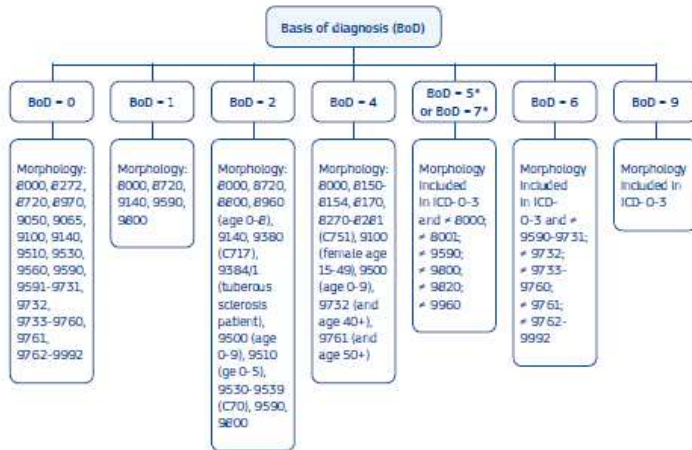 Basis of diagnosis (BoD)
BoD = 0
BoD = 1
BoD = 2
BoD = 4
BoD = 5*
or BoD = 7*
BoD = 6
BoD = 9
Morphology:
8000, 8272,
8720, 8970,
9050, 9065,
9100, 9140,
9510, 9530,
9560, 9590,
9591-9731,
9732,
9733-9760,
9761,
9762-9992
Morphology:
8000, 8720,
9140, 9590,
9800
Morphology:
8000, 8720,
8800, 8960
(age 0-8),
9140, 9380
(C717),
9384/1
(tuberous
sclerosis
patient),
9500 (age
0-9), 9510
(ge 0-5),
9530-9539
(C70), 9590,
9800
Morphology:
8000, 8150-
8154, 8170,
8270-8281
(C751), 9100
(female age
15-49), 9500
(age 0-9),
9732 (and
age 40+),
9761 (and
age 50+)
Morphology
included
in ICD-O-3
and ≠ 8000;
≠ 8001;
≠ 9590;
≠ 9800;
≠ 9820;
≠ 9960
Morphology
included
in ICD-
O-3 and ≠
9590-9731;
≠ 9732;
≠ 9733-
9760;
≠ 9761;
≠ 9762-
9992
Morphology
included in
ICD-O-3